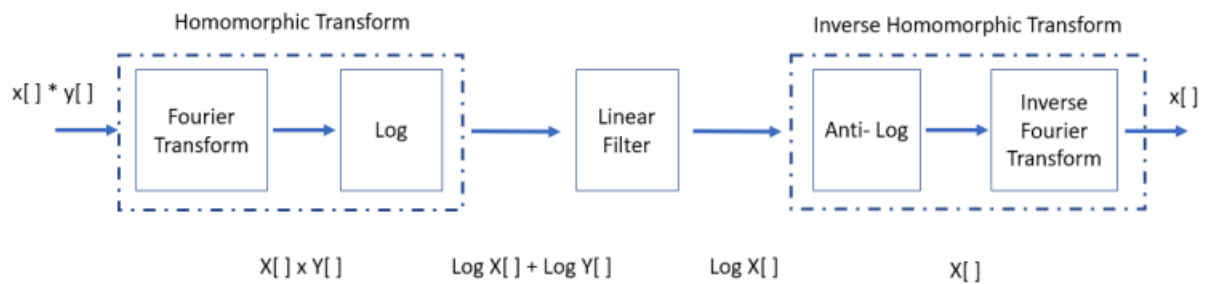 Homomorphic Transform
Inverse Homomorphic Transform
x[ ] * y[ ]
Fourier
Transform
Log
Linear
Filter
Anti- Log
Inverse
Fourier
Transform
x[ ]
X[ ] x Y[ ]
Log X[ ] + Log Y[ ]
Log X[ ]
X[ ]